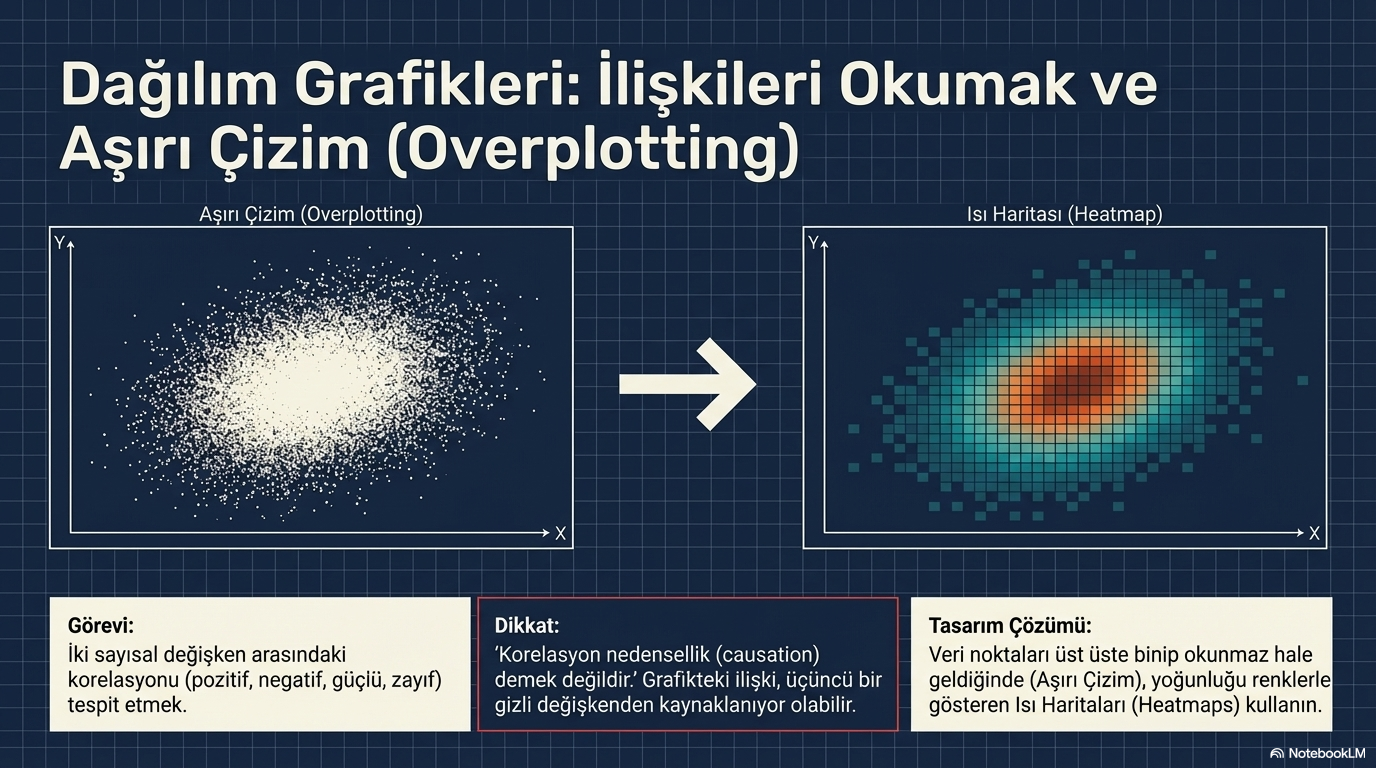 Dağılım Grafikleri: İlişkileri Okumak ve
Aşırı Çizim (Overplotting)
Aşırı Çizim (Overplotting)
Y
X
Isı Haritası (Heatmap)
Y
X
Görevi:
İki sayısal değişken arasındaki
korelasyonu (pozitif, negatif, güçlü, zayıf)
tespit etmek.
Dikkat:
'Korelasyon nedensellik (causation)
demek değildir.' Grafikteki ilişki, üçüncü bir
gizli değişkenden kaynaklanıyor olabilir.
Tasarım Çözümü:
Veri noktaları üst üste binip okunmaz hale
geldiğinde (Aşırı Çizim), yoğunluğu renklerle
gösteren Isı Haritaları (Heatmaps) kullanın.
NotebookLM